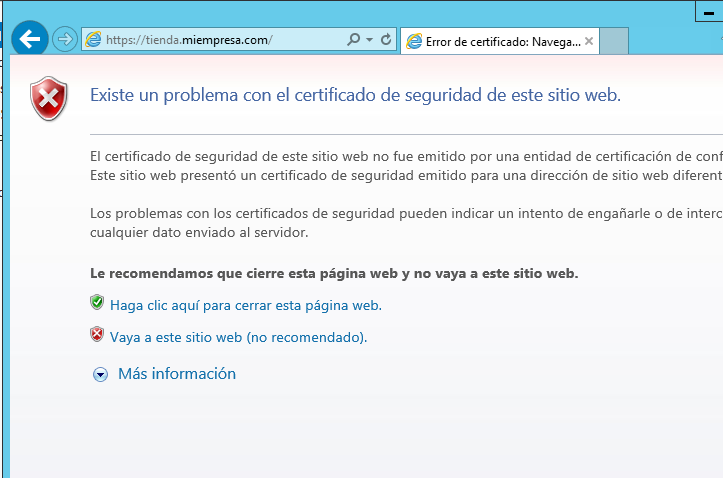 https://tienda.miempresa.com/
Error de certificado: Navega...
Existe un problema con el certificado de seguridad de este sitio web.
El certificado de seguridad de este sitio web no fue emitido por una entidad de certificación de conf
Este sitio web presentó un certificado de seguridad emitido para una dirección de sitio web diferent
Los problemas con los certificados de seguridad pueden indicar un intento de engañarle o de interc
cualquier dato enviado al servidor.
Le recomendamos que cierre esta página web y no vaya a este sitio web.
Haga clic aquí para cerrar esta página web.
Vaya a este sitio web (no recomendado).
Más información